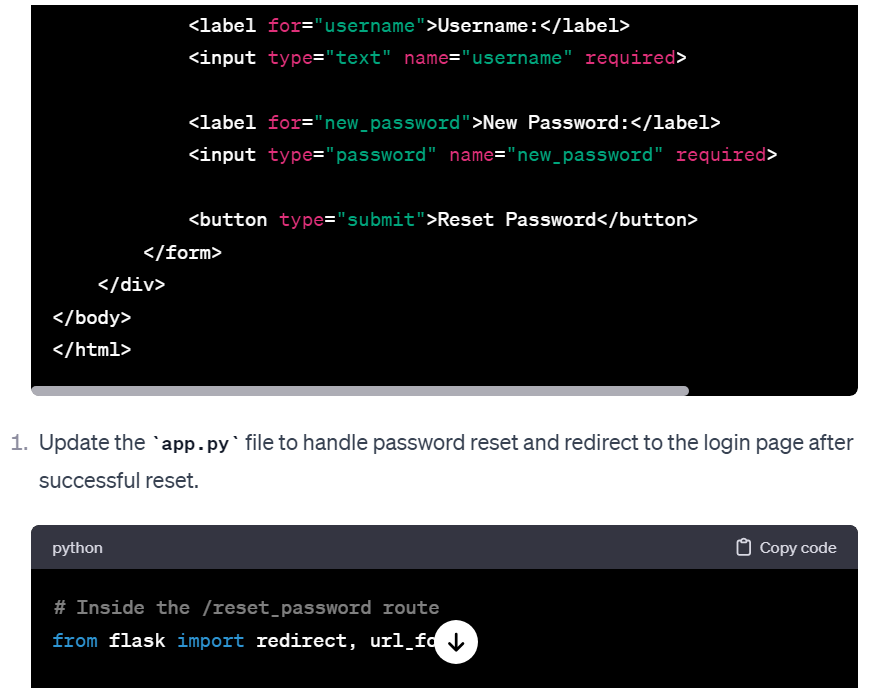 <label for="username">Username:</label>
<input type="text" name="username" required>
<label for="new_password">New Password:</label>
<input type="password" name="new_password" required>
<button type="submit">Reset Password</button>
</form>
</div>
</body>
</html>
1. Update the `app.py` file to handle password reset and redirect to the login page after
successful reset.
python
Copy code
# Inside the /reset_password route
from flask import redirect,